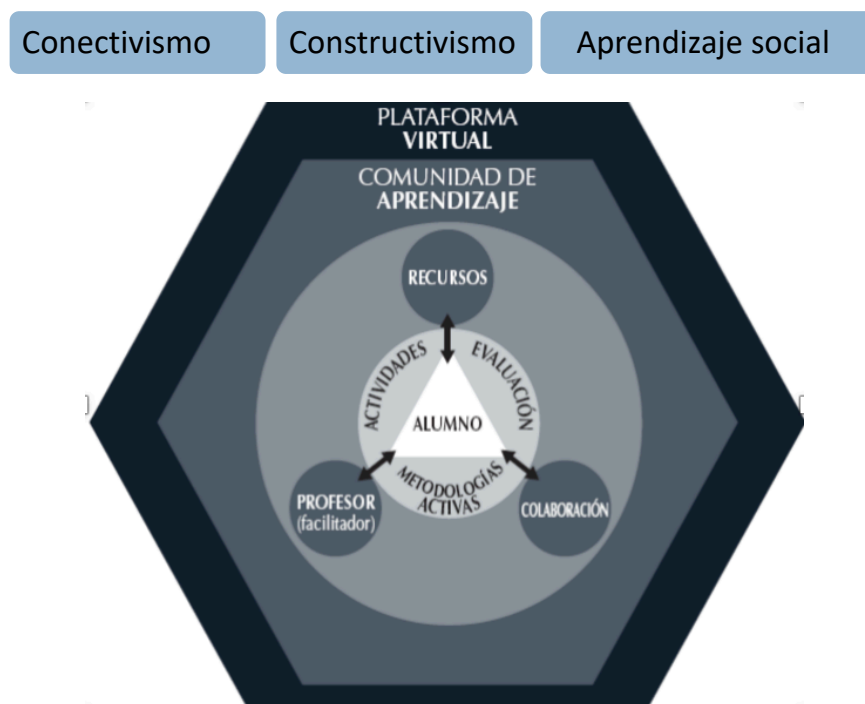 Conectivismo
Constructivismo
Aprendizaje social
PLATAFORMA
VIRTUAL
COMUNIDAD DE
APRENDIZAJE
RECURSOS
ACTIVIDADES
EVALUACIÓN
ALUMNO
METODOLOGÍAS
ACTIVAS
PROFESOR
(facilitador)
COLABORACIÓN